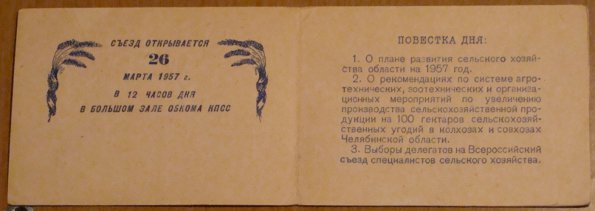 СЪЕЗД ОТКРЫВАЕТСЯ
26
МАРТА 1957 г.
В 12 ЧАСОВ ДНЯ
В БОЛЬШОМ ЗАЛЕ ОБКОМА КПСС
ПОВЕСТКА ДНЯ:
1. О плане развития сельского хозяй-
ства области на 1957 год.
2. О рекомендациях по системе агро-
технических, зоотехнических и организа-
ционных мероприятий по увеличению
производства сельскохозяйственной про-
дукции на 100 гектаров сельскохозяй-
ственных угодий в колхозах и совхозах
Челябинской области.
3. Выборы делегатов на Всероссийский
съезд специалистов сельского хозяйства.